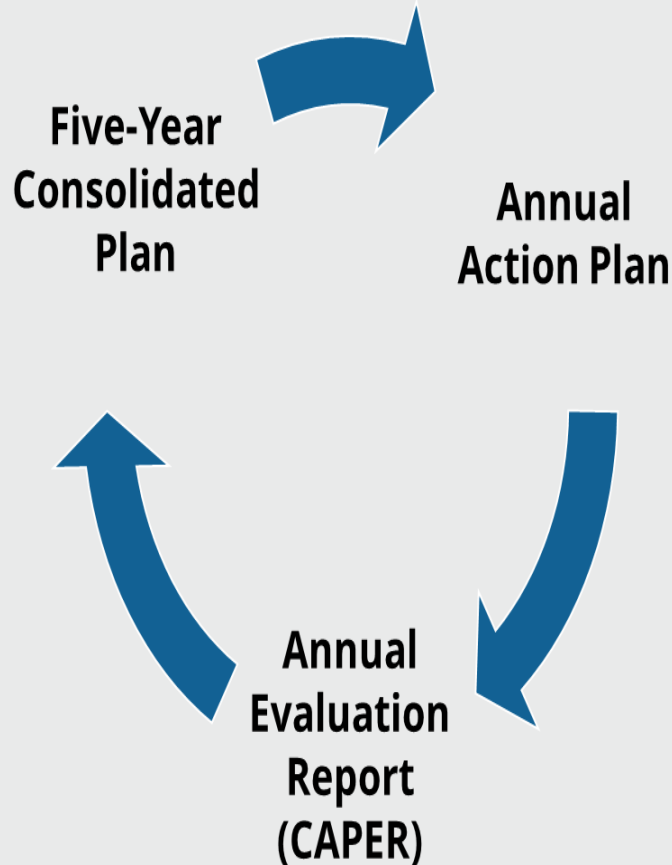 Five-Year
Consolidated
Plan
Annual
Action Plan
Annual
Evaluation
Report
(CAPER)